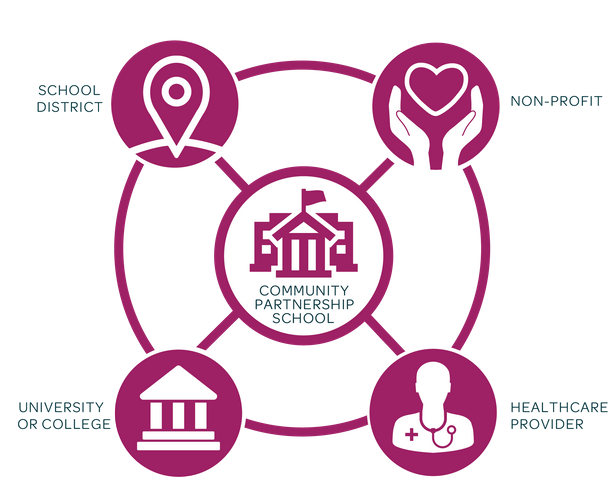 SCHOOL
DISTRICT
NON-PROFIT
COMMUNITY
PARTNERSHIP
SCHOOL
UNIVERSITY
OR COLLEGE
HEALTHCARE
PROVIDER